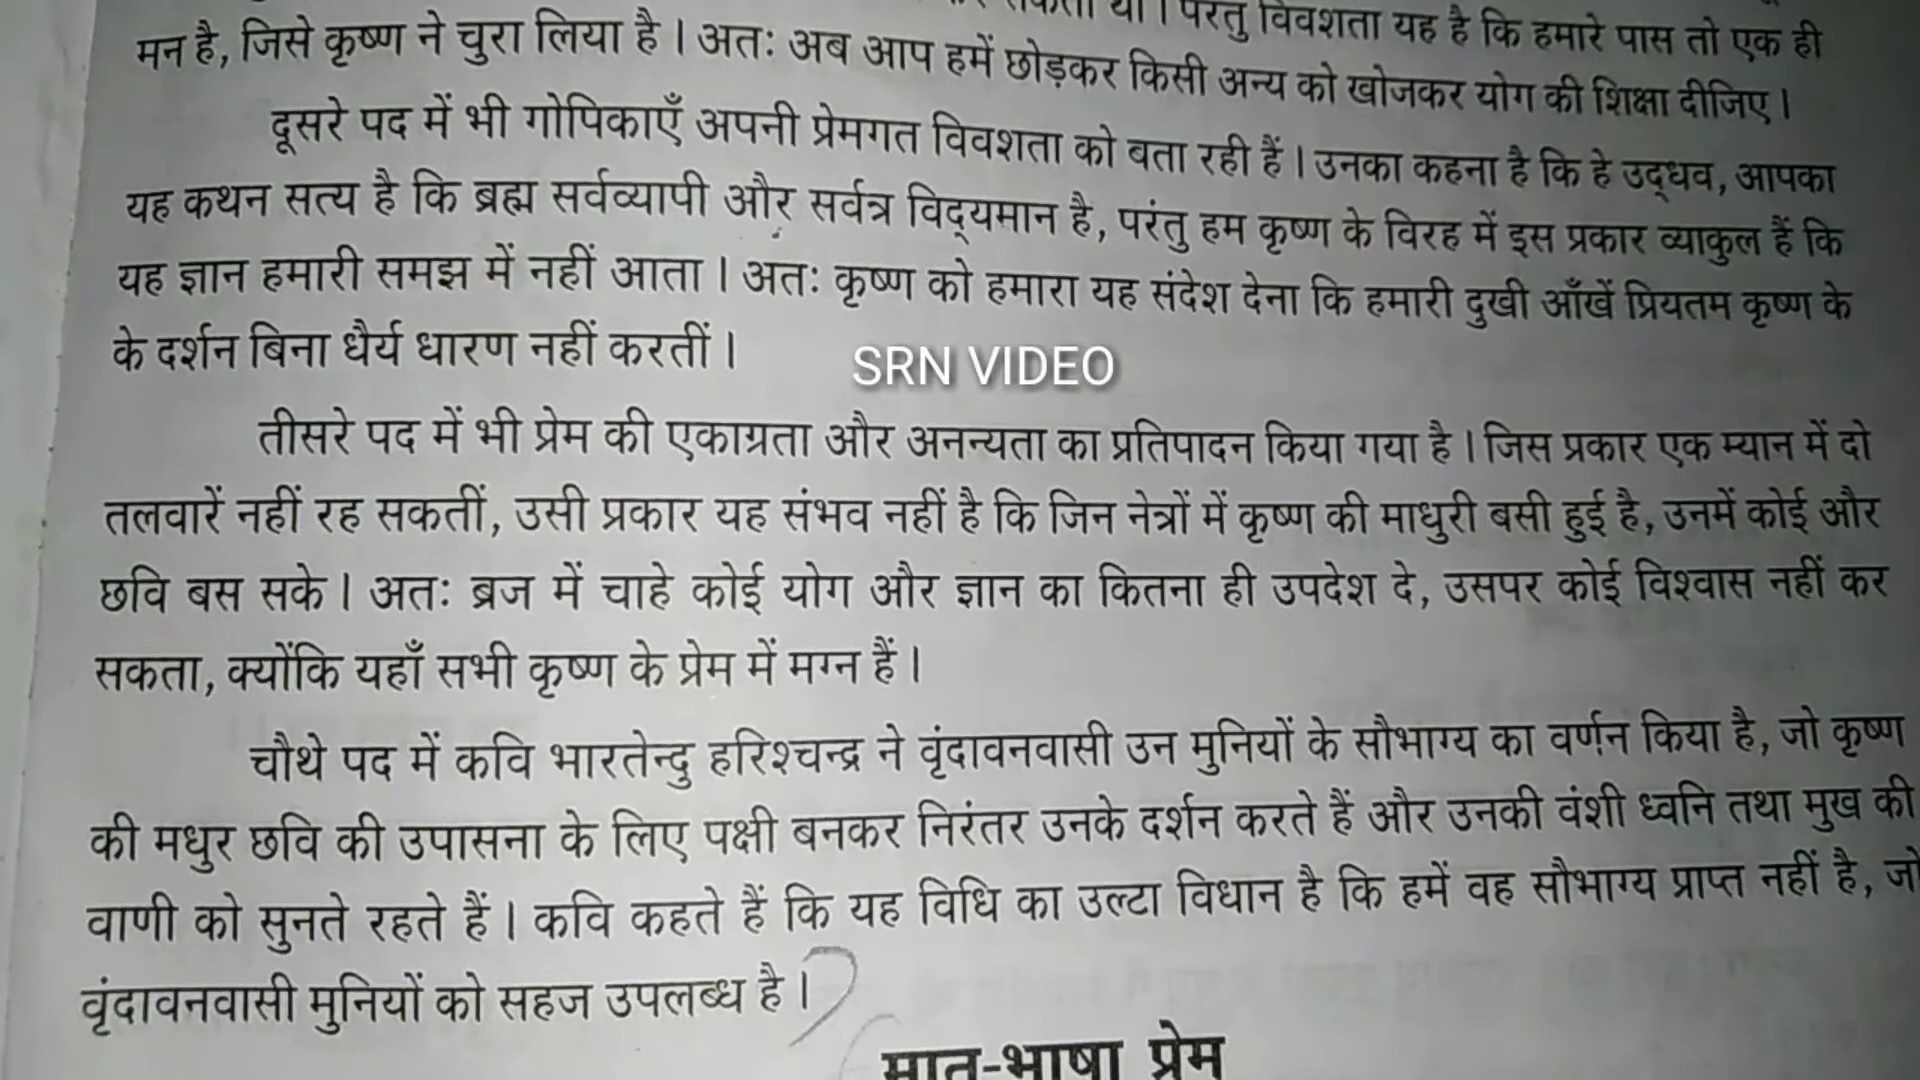 था। परंतु विवशता यह है कि हमारे पास तो एक ही
मन है, जिसे कृष्ण ने चुरा लिया है। अतः अब आप हमें छोड़कर किसी अन्य को खोजकर योग की शिक्षा दीजिए।
दूसरे पद में भी गोपिकाएँ अपनी प्रेमगत विवशता को बता रही हैं। उनका कहना है कि हे उद्धव, आपका
यह कथन सत्य है कि ब्रह्म सर्वव्यापी और सर्वत्र विद्यमान है, परंतु हम कृष्ण के विरह में इस प्रकार व्याकुल हैं कि
यह ज्ञान हमारी समझ में नहीं आता। अतः कृष्ण को हमारा यह संदेश देना कि हमारी दुखी आँखें प्रियतम कृष्ण के
के दर्शन बिना धैर्य धारण नहीं करतीं।
SRN VIDEO
तीसरे पद में भी प्रेम की एकाग्रता और अनन्यता का प्रतिपादन किया गया है। जिस प्रकार एक म्यान में दो
तलवारें नहीं रह सकतीं, उसी प्रकार यह संभव नहीं है कि जिन नेत्रों में कृष्ण की माधुरी बसी हुई है, उनमें कोई और
छवि बस सके। अतः ब्रज में चाहे कोई योग और ज्ञान का कितना ही उपदेश दे, उसपर कोई विश्वास नहीं कर
सकता, क्योंकि यहाँ सभी कृष्ण के प्रेम में मग्न हैं।
चौथे पद में कवि भारतेन्दु हरिश्चन्द्र ने वृंदावनवासी उन मुनियों के सौभाग्य का वर्णन किया है, जो कृष्ण
की मधुर छवि की उपासना के लिए पक्षी बनकर निरंतर उनके दर्शन करते हैं और उनकी वंशी ध्वनि तथा मुख की
वाणी को सुनते रहते हैं। कवि कहते हैं कि यह विधि का उल्टा विधान है कि हमें वह सौभाग्य प्राप्त नहीं है, जो
वृंदावनवासी मुनियों को सहज उपलब्ध है।
मातृ-भाषा प्रेम